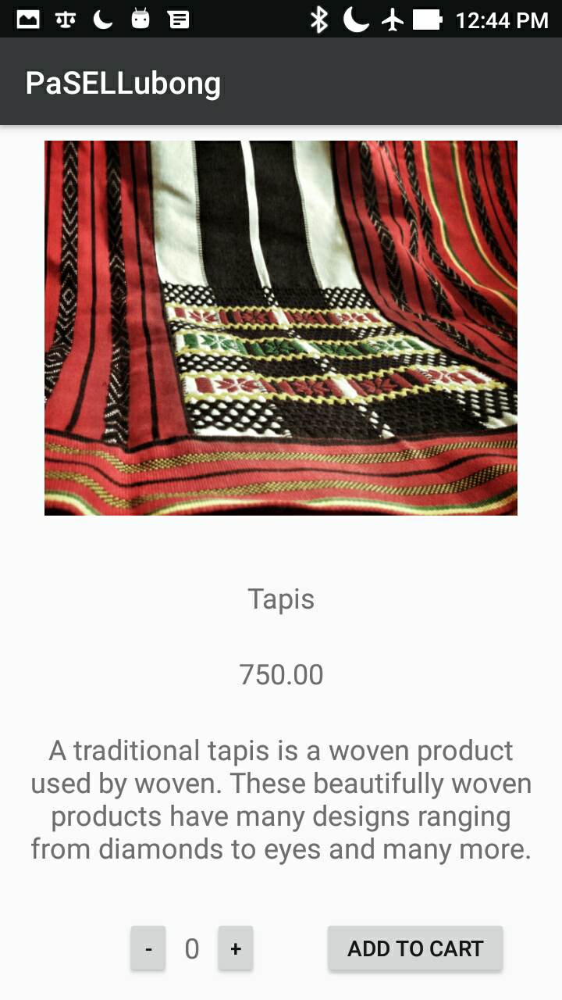 12:44 PM
PaSELLubong
Tapis
750.00
A traditional tapis is a woven product
used by woven. These beautifully woven
products have many designs ranging
from diamonds to eyes and many more.
- 0 + ADD TO CART